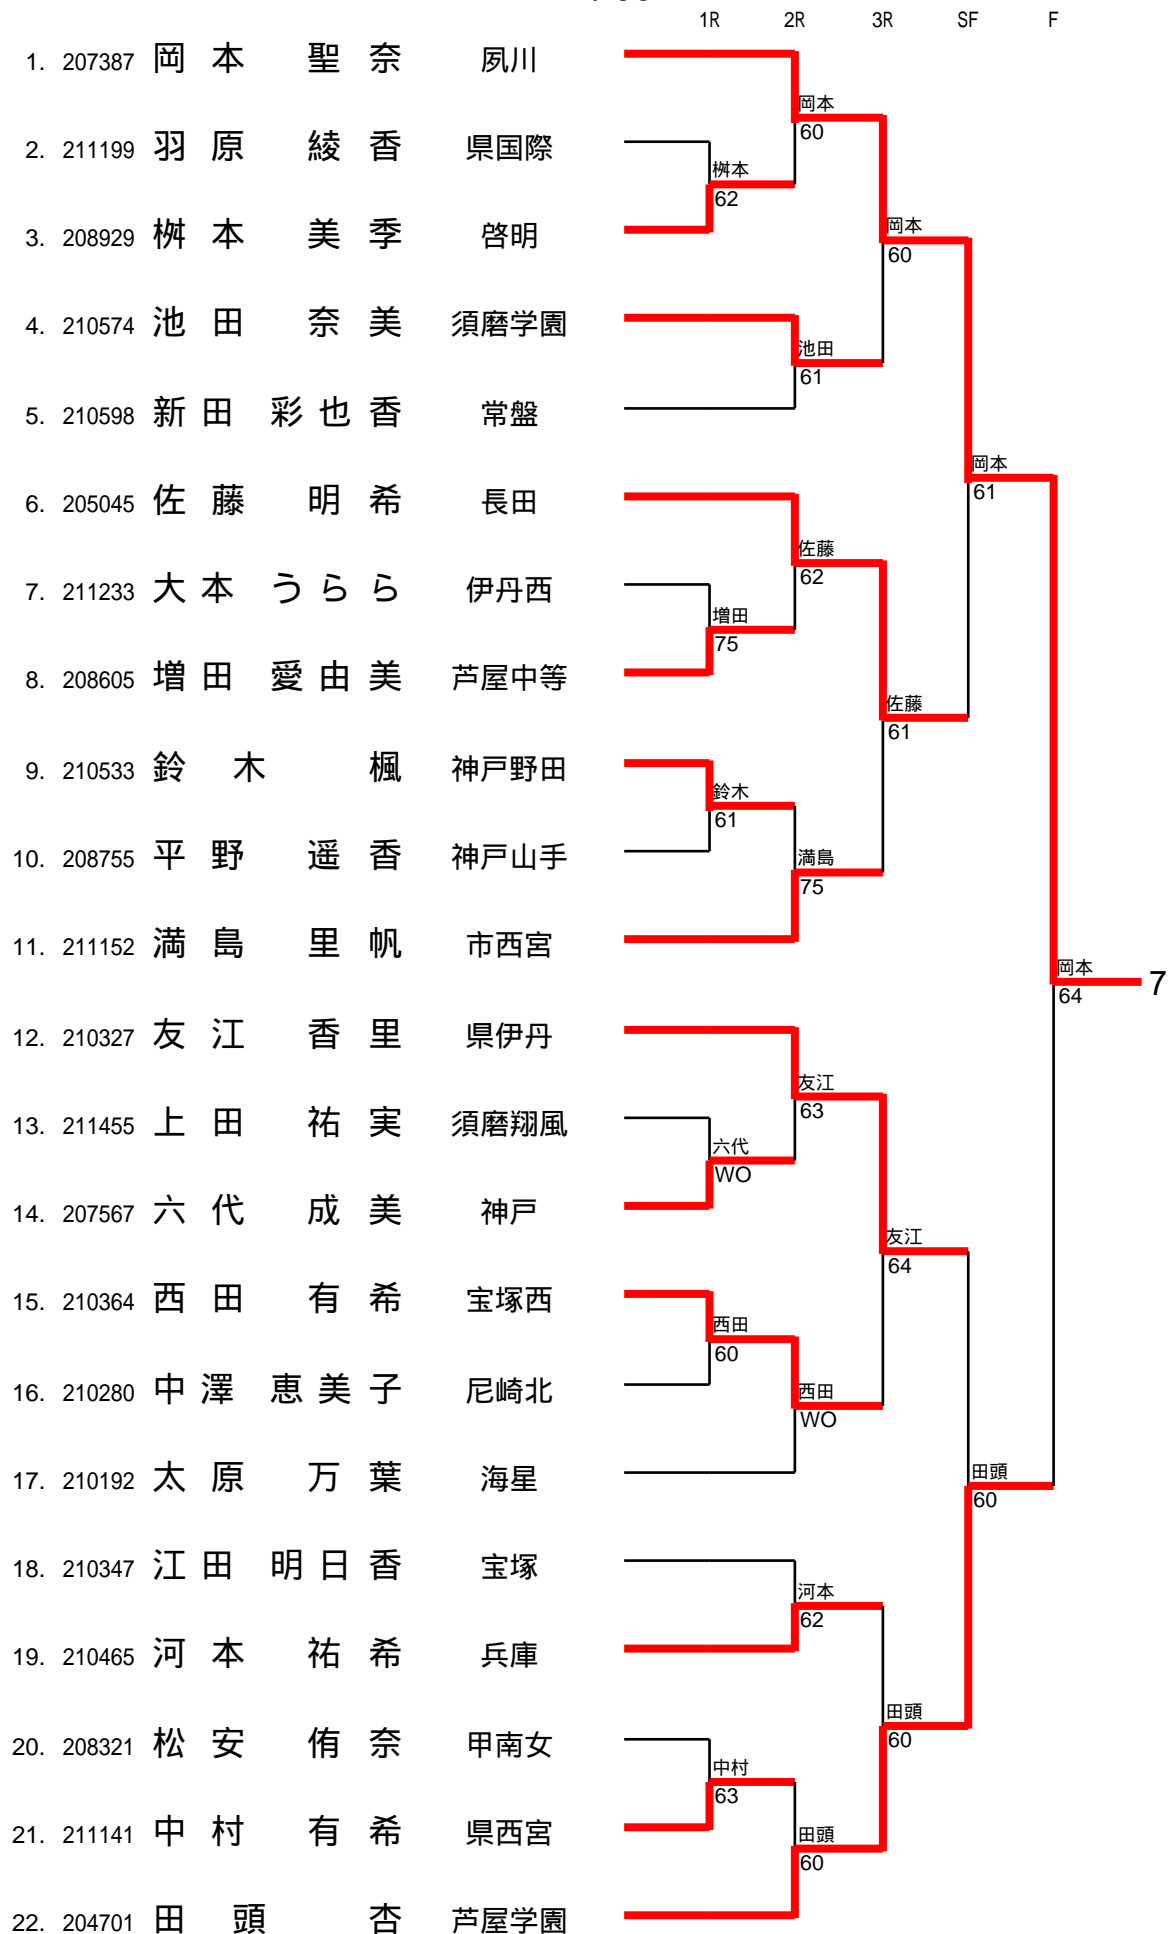 1R 2R 3R SF F
1. 207387 岡本 聖奈 夙川
岡本
60
2. 211199 羽原 綾香 県国際
桝本
62
3. 208929 桝本 美季 啓明
岡本
60
4. 210574 池田 奈美 須磨学園
池田
61
5. 210598 新田 彩也香 常盤
岡本
61
6. 205045 佐藤 明希 長田
佐藤
62
7. 211233 大本 うらら 伊丹西
増田
75
8. 208605 増田 愛由美 芦屋中等
佐藤
61
9. 210533 鈴木 楓 神戸野田
鈴木
61
10. 208755 平野 遥香 神戸山手
満島
75
11. 211152 満島 里帆 市西宮
岡本
64
7
12. 210327 友江 香里 県伊丹
友江
63
13. 211455 上田 祐実 須磨翔風
六代
WO
14. 207567 六代 成美 神戸
友江
64
15. 210364 西田 有希 宝塚西
西田
60
16. 210280 中澤 恵美子 尼崎北
西田
WO
17. 210192 太原 万葉 海星
田頭
60
18. 210347 江田 明日香 宝塚
河本
62
19. 210465 河本 祐希 兵庫
田頭
60
20. 208321 松安 侑奈 甲南女
中村
63
21. 211141 中村 有希 県西宮
田頭
60
22. 204701 田頭 杏 芦屋学園